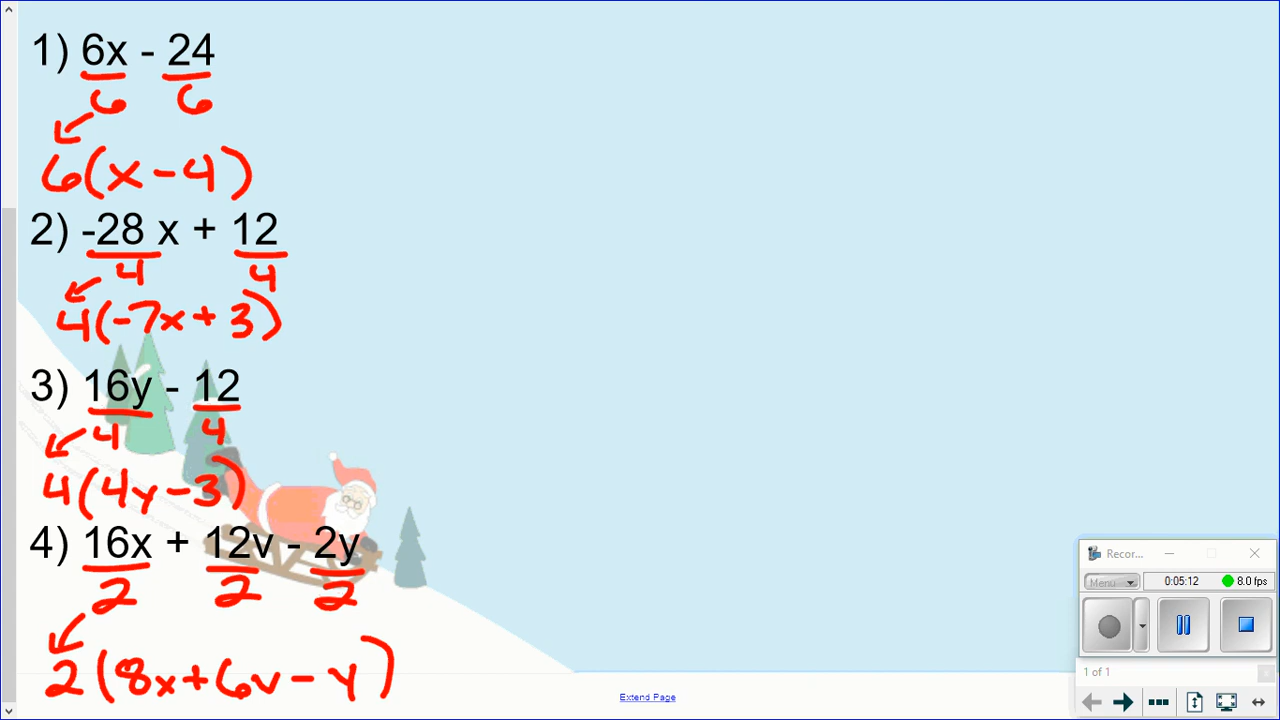 1) 6x - 24
6 6
6(x-4)
2) -28 x + 12
4 4
4(-7x+3)
3) 16y - 12
4 4
4(4y-3)
4) 16x + 12v - 2y
2 2 2
2(8x+6v-y)
Recor...
Menu
0:05:12
8.0 fps
1 of 1
Extend Page